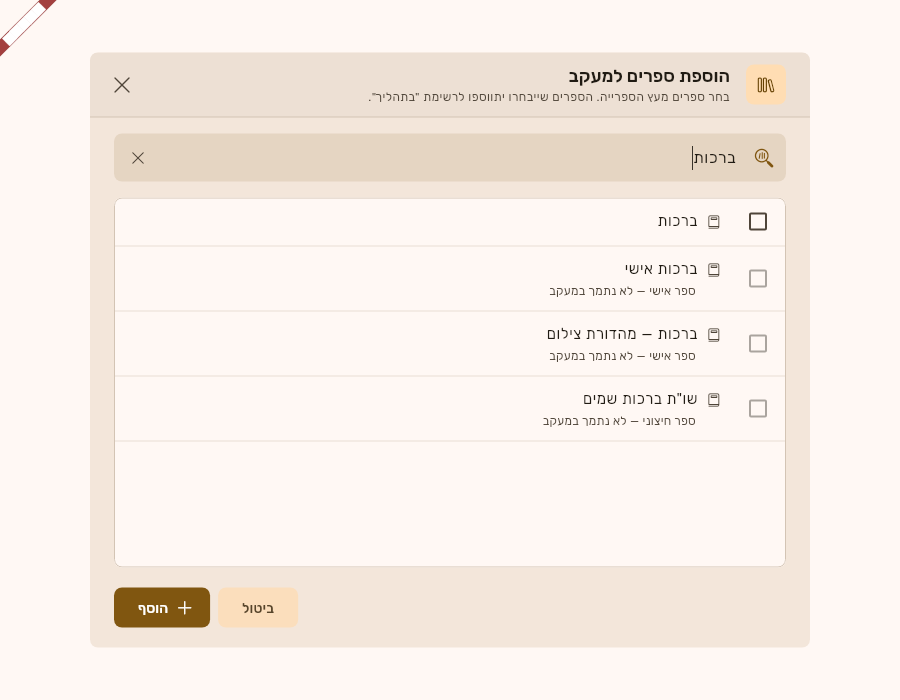 הוספת ספרים למעקב
בחר ספרים מעץ הספרייה. הספרים שייבחרו יתווספו לרשימת "בתהליך".
ברכות
ברכות
ברכות אישי
ספר אישי – לא נתמך במעקב
ברכות – מהדורת צילום
ספר אישי – לא נתמך במעקב
שו"ת ברכות שמים
ספר חיצוני – לא נתמך במעקב
ביטול
הוסף